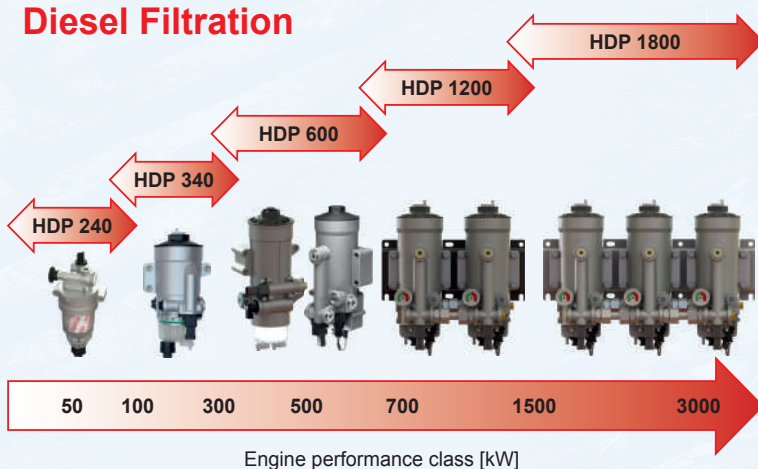 Diesel Filtration
HDP 1800
HDP 1200
HDP 600
HDP 340
HDP 240
50 100 300 500 700 1500 3000
Engine performance class [kW]